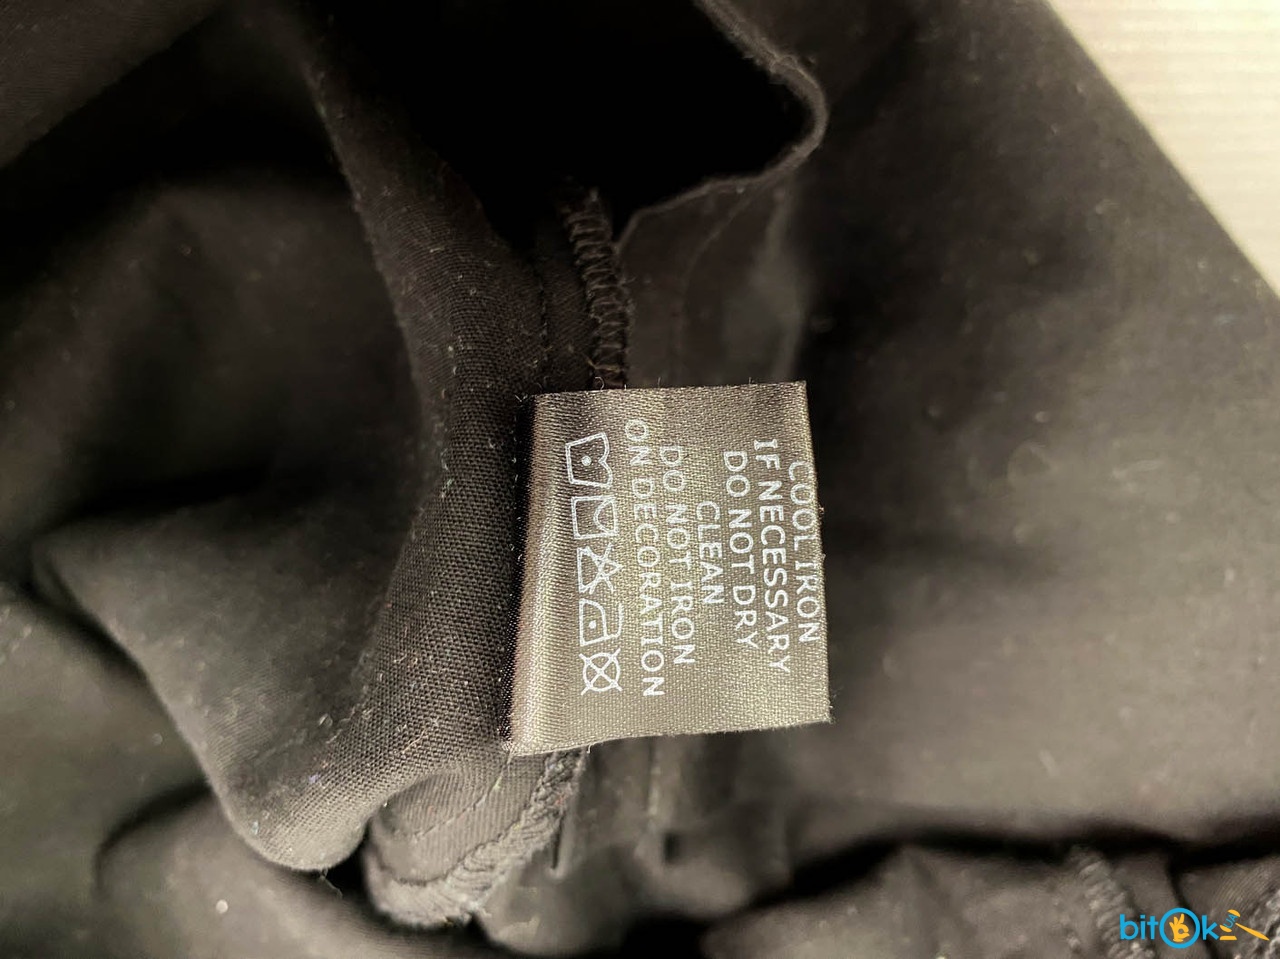 COOL IRON
IF NECESSARY
DO NOT DRY
CLEAN
DO NOT IRON
ON DECORATION
bitOk